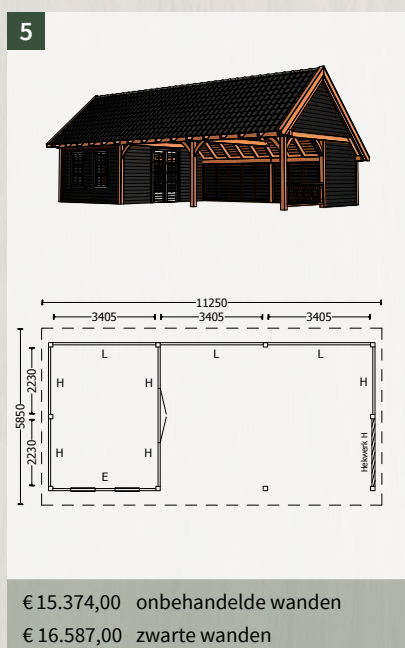 5
11250
3405 3405 3405
L L L
2230 H H H
5850
2230 H H Hekwerk H
E
€ 15.374,00 onbehandelde wanden
€ 16.587,00 zwarte wanden